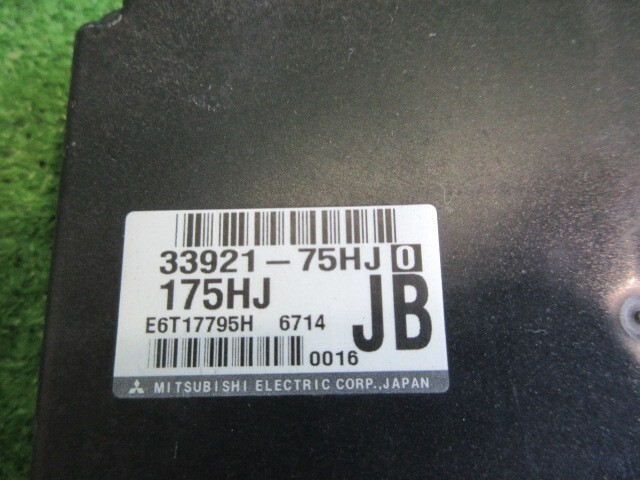 33921-75HJ 0
175HJ JB
E6T17795H 6714
0016
MITSUBISHI ELECTRIC CORP.,JAPAN